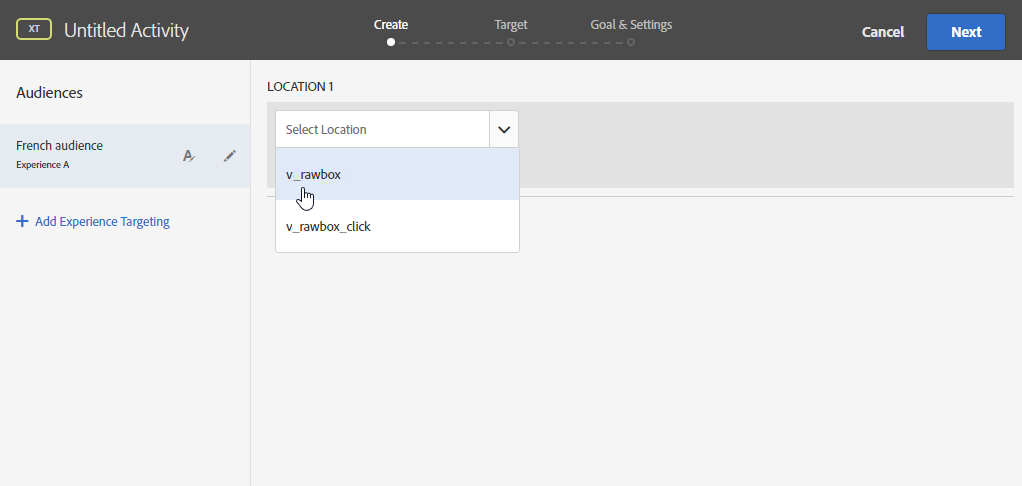 XT Untitled Activity
Create Target Goal & Settings
Cancel Next
Audiences
French audience
Experience A
+ Add Experience Targeting
LOCATION 1
Select Location
v_rawbox
v_rawbox_click